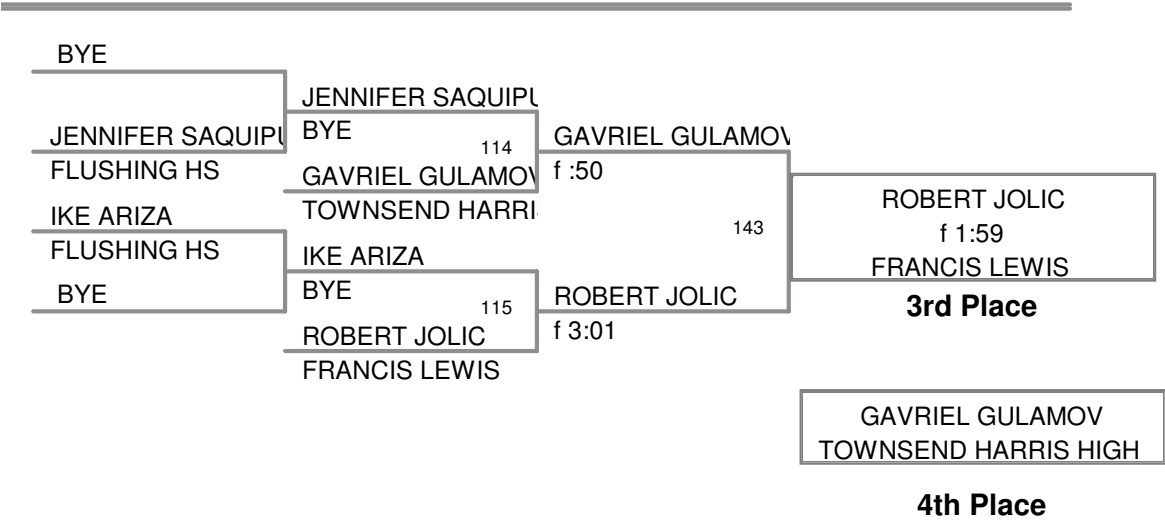 BYE
JENNIFER SAQUIPU
FLUSHING HS
IKE ARIZA
FLUSHING HS
BYE
JENNIFER SAQUIPU
BYE
114
GAVRIEL GULAMOV
TOWNSEND HARRI
IKE ARIZA
BYE
115
ROBERT JOLIC
FRANCIS LEWIS
GAVRIEL GULAMOV
f :50
143
ROBERT JOLIC
f 3:01
ROBERT JOLIC
f 1:59
FRANCIS LEWIS
3rd Place
GAVRIEL GULAMOV
TOWNSEND HARRIS HIGH
4th Place